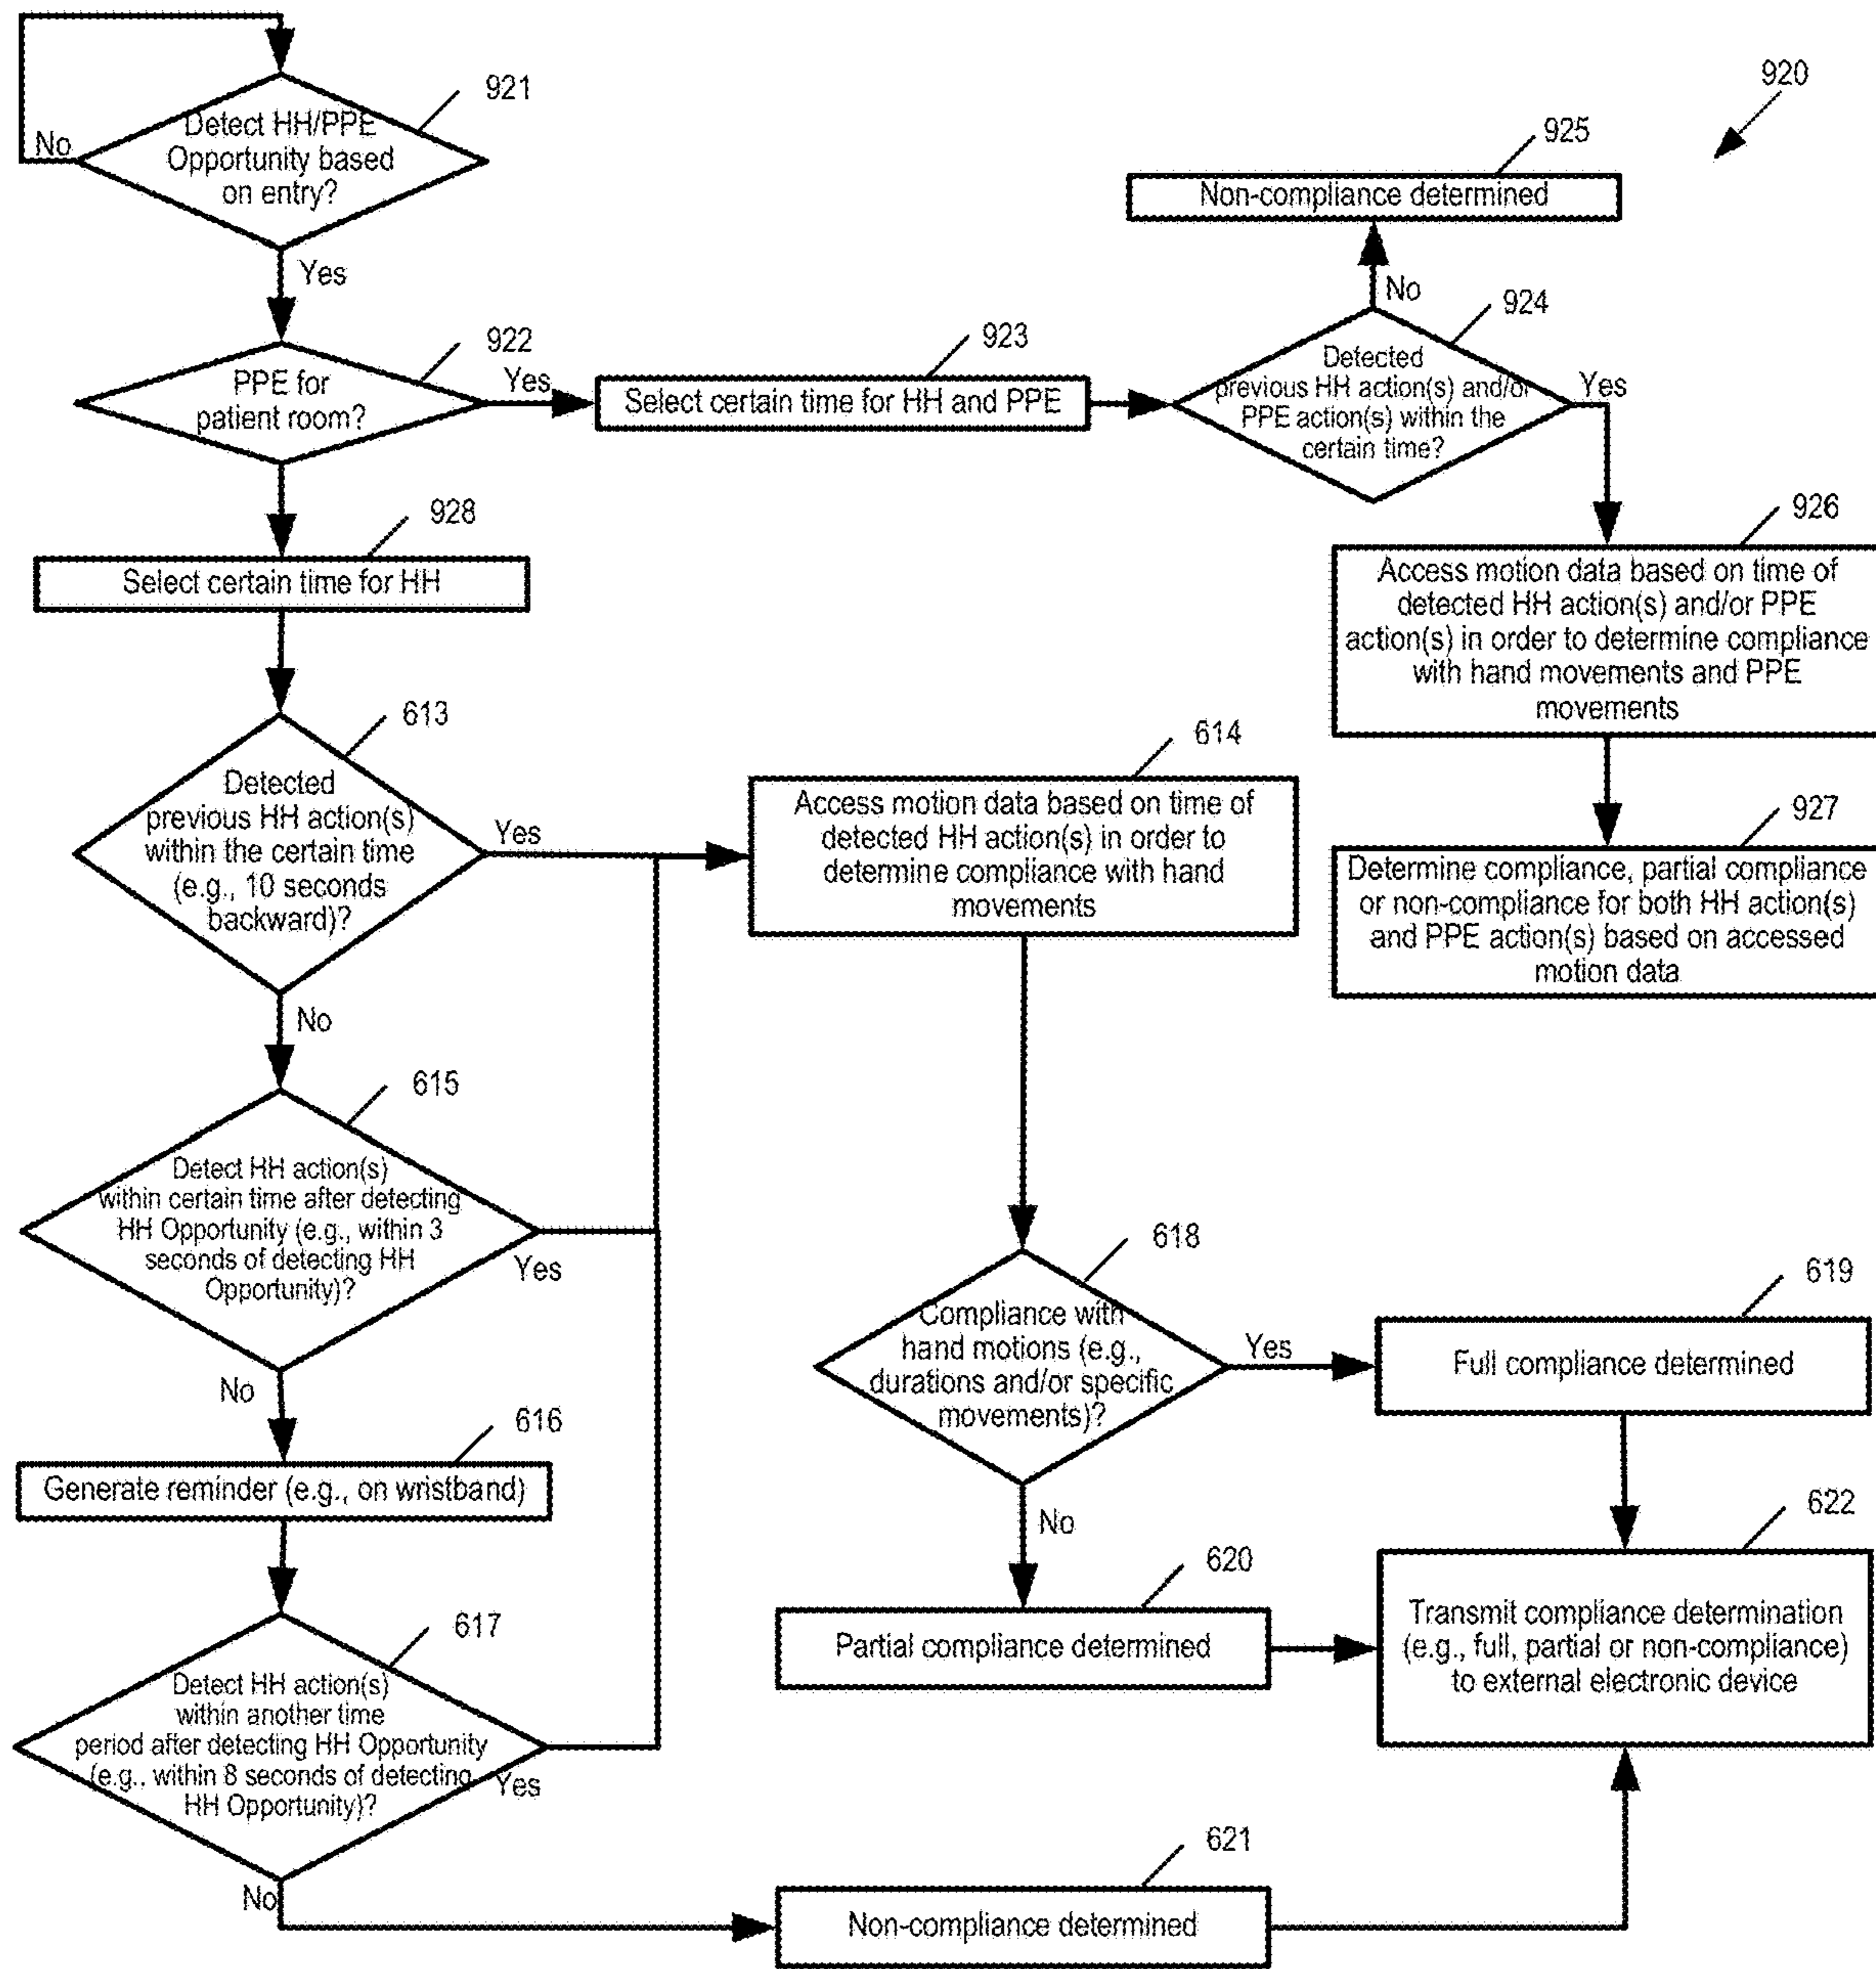 921
Detect HH/PPE
Opportunity based
on entry?
No
Yes
920
922
PPE for
patient room?
Yes
923
Select certain time for HH and PPE
925
Non-compliance determined
No
924
Detected
previous HH action(s) and/or
PPE action(s) within the
certain time?
Yes
926
Access motion data based on time of
detected HH action(s) and/or PPE
action(s) in order to determine compliance
with hand movements and PPE
movements
927
Determine compliance, partial compliance
or non-compliance for both HH action(s)
and PPE action(s) based on accessed
motion data
928
Select certain time for HH
613
Detected
previous HH action(s)
within the certain time
(e.g., 10 seconds
backward)?
Yes
No
614
Access motion data based on time of
detected HH action(s) in order to
determine compliance with hand
movements
615
Detect HH action(s)
within certain time after detecting
HH Opportunity (e.g., within 3
seconds of detecting HH
Opportunity)?
Yes
No
616
Generate reminder (e.g., on wristband)
617
Detect HH action(s)
within another time
period after detecting HH Opportunity
(e.g., within 8 seconds of detecting
HH Opportunity)?
Yes
No
618
Compliance with
hand motions (e.g.,
durations and/or specific
movements)?
Yes
No
619
Full compliance determined
620
Partial compliance determined
622
Transmit compliance determination
(e.g., full, partial or non-compliance)
to external electronic device
621
Non-compliance determined